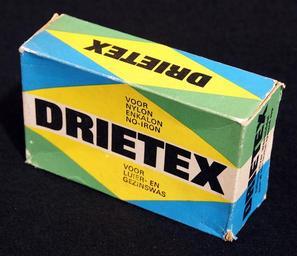 DRIETEX
VOOR
NYLON
ENKALON
NO-IRON
DRIETEX
VOOR
LUIER- EN
GEZINSWAS
DRIETEX